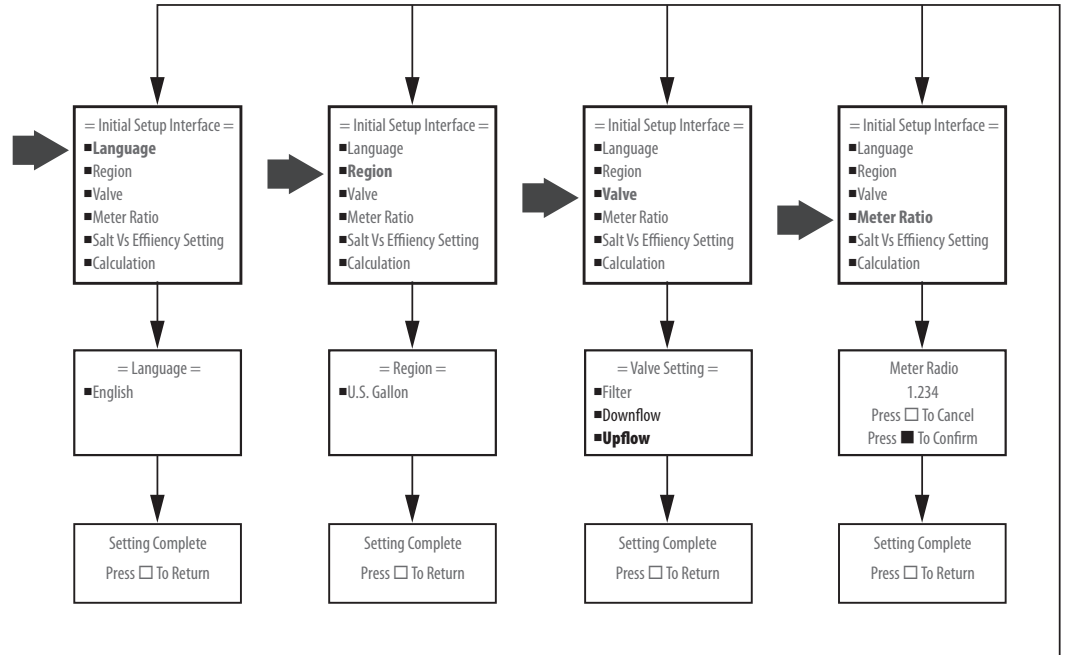 = Initial Setup Interface =
■Language
■Region
■Valve
■Meter Ratio
■Salt Vs Effiiency Setting
■Calculation
= Language =
■English
Setting Complete
Press □ To Return
= Initial Setup Interface =
■Language
■Region
■Valve
■Meter Ratio
■Salt Vs Effiiency Setting
■Calculation
= Region =
■U.S. Gallon
Setting Complete
Press □ To Return
= Initial Setup Interface =
■Language
■Region
■Valve
■Meter Ratio
■Salt Vs Effiiency Setting
■Calculation
= Valve Setting =
■Filter
■Downflow
■Upflow
Setting Complete
Press □ To Return
= Initial Setup Interface =
■Language
■Region
■Valve
■Meter Ratio
■Salt Vs Effiiency Setting
■Calculation
Meter Radio
1.234
Press □ To Cancel
Press ■ To Confirm
Setting Complete
Press □ To Return